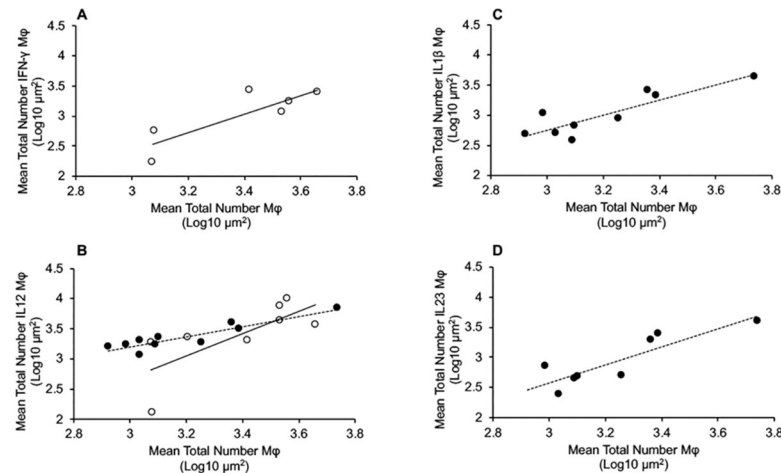 A
Mean Total Number IFN-γ Mφ
(Log10 µm²)
4.5
4
3.5
3
2.5
2
2.8
3
3.2
3.4
3.6
3.8
Mean Total Number Mφ
(Log10 µm²)
C
Mean Total Number IL1β Mφ
(Log10 µm²)
4.5
4
3.5
3
2.5
2
2.8
3
3.2
3.4
3.6
3.8
Mean Total Number Mφ
(Log10 µm²)
B
Mean Total Number IL12 Mφ
(Log10 µm²)
4.5
4
3.5
3
2.5
2
2.8
3
3.2
3.4
3.6
3.8
Mean Total Number Mφ
(Log10 µm²)
D
Mean Total Number IL23 Mφ
(Log10 µm²)
4.5
4
3.5
3
2.5
2
2.8
3
3.2
3.4
3.6
3.8
Mean Total Number Mφ
(Log10 µm²)